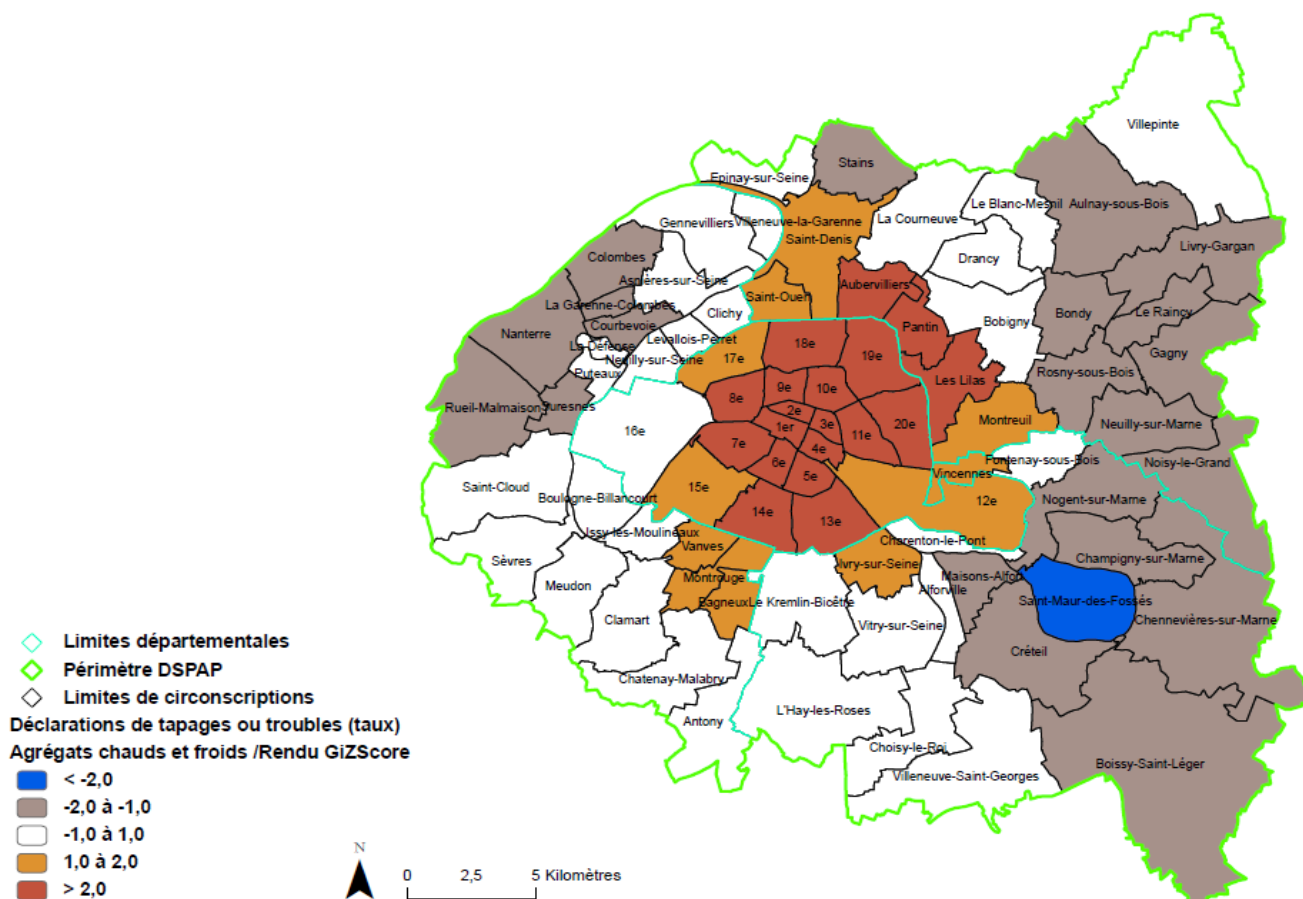 Villepinte
Stains
Epinay-sur-Seine
Le Blanc-Mesnil
Aulnay-sous-Bois
Gennevilliers
Villeneuve-la-Garenne
La Courneuve
Saint-Denis
Livry-Gargan
Colombes
Drancy
Asnières-sur-Seine
Aubervilliers
Saint-Ouen
La Garenne-Colombes
Clichy
Bondy
Le Raincy
Courbevoie
Pantin
Bobigny
Nanterre
Levallois-Perret
La Défense
18e
Neuilly-sur-Seine
17e
19e
Gagny
Puteaux
Rosny-sous-Bois
Les Lilas
9e
10e
8e
Rueil-Malmaison
Suresnes
2e
3e
20e
Montreuil
Neuilly-sur-Marne
16e
1er
11e
7e
4e
Fontenay-sous-Bois
Noisy-le-Grand
6e
5e
Vincennes
Saint-Cloud
15e
Boulogne-Billancourt
12e
Nogent-sur-Marne
14e
13e
Issy-les-Moulineaux
Charenton-le-Pont
Vanves
Champigny-sur-Marne
Sèvres
Ivry-sur-Seine
Montrouge
Maisons-Alfort
Meudon
Alforville
Bagneux
Le Kremlin-Bicêtre
Saint-Maur-des-Fossés
Clamart
Vitry-sur-Seine
Chennevières-sur-Marne
Créteil
Chatenay-Malabry
L'Hay-les-Roses
Antony
Choisy-le-Roi
Boissy-Saint-Léger
Villeneuve-Saint-Georges
Limites départementales
Périmètre DSPAP
Limites de circonscriptions
Déclarations de tapages ou troubles (taux)
Agrégats chauds et froids /Rendu GiZScore
< -2,0
-2,0 à -1,0
-1,0 à 1,0
1,0 à 2,0
> 2,0
N
0 2,5 5 Kilomètres